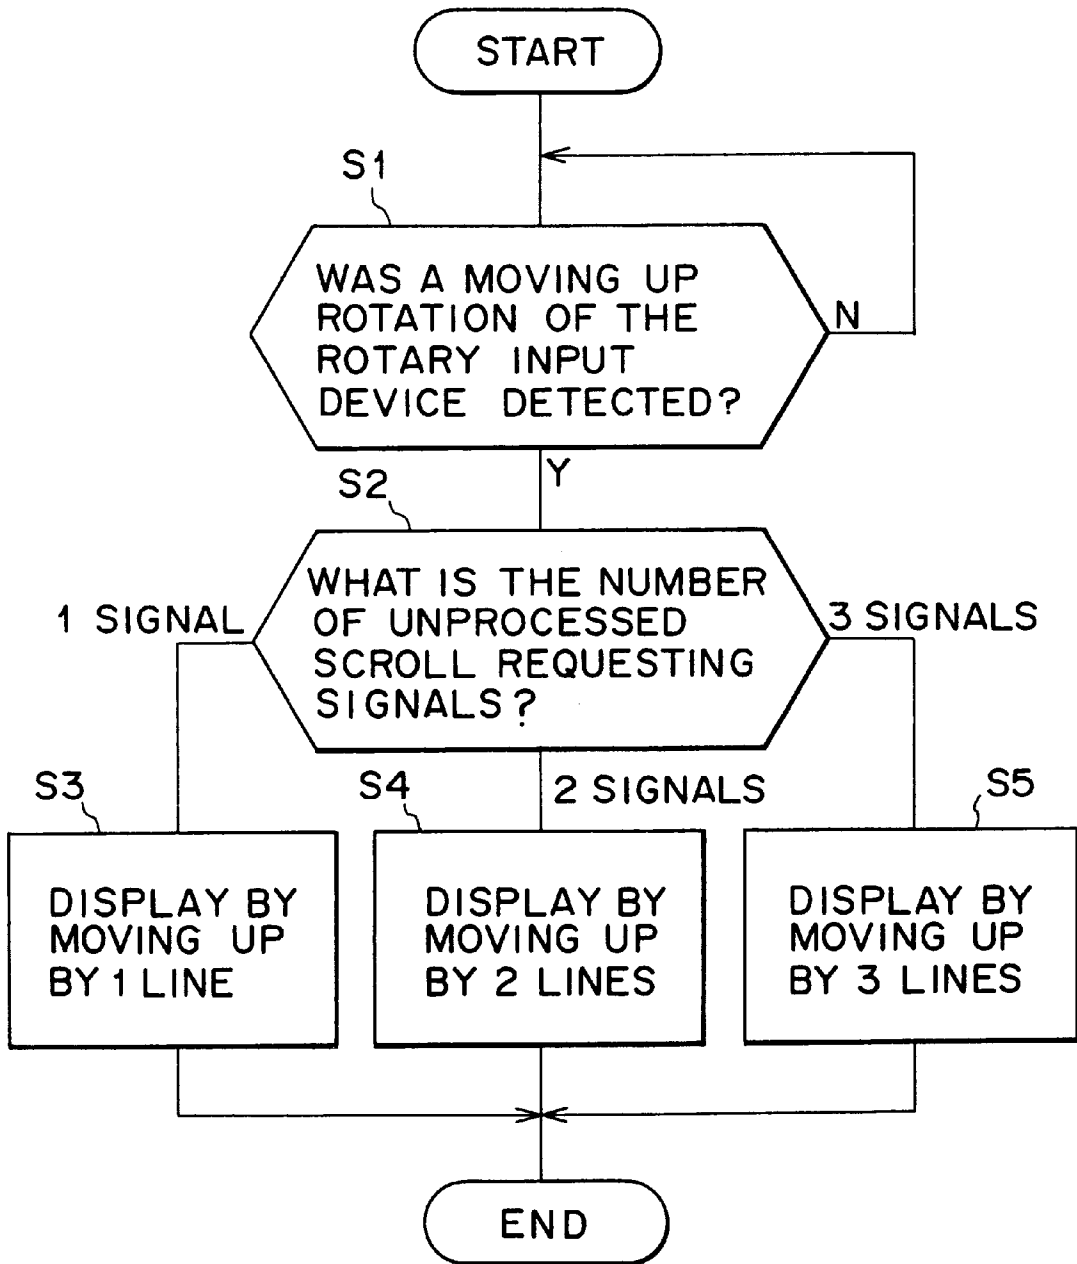 START
S1
WAS A MOVING UP
ROTATION OF THE
ROTARY INPUT
DEVICE DETECTED?
N
Y
S2
WHAT IS THE NUMBER
OF UNPROCESSED
SCROLL REQUESTING
SIGNALS?
1 SIGNAL
3 SIGNALS
2 SIGNALS
S3
DISPLAY BY
MOVING UP
BY 1 LINE
S4
DISPLAY BY
MOVING UP
BY 2 LINES
S5
DISPLAY BY
MOVING UP
BY 3 LINES
END